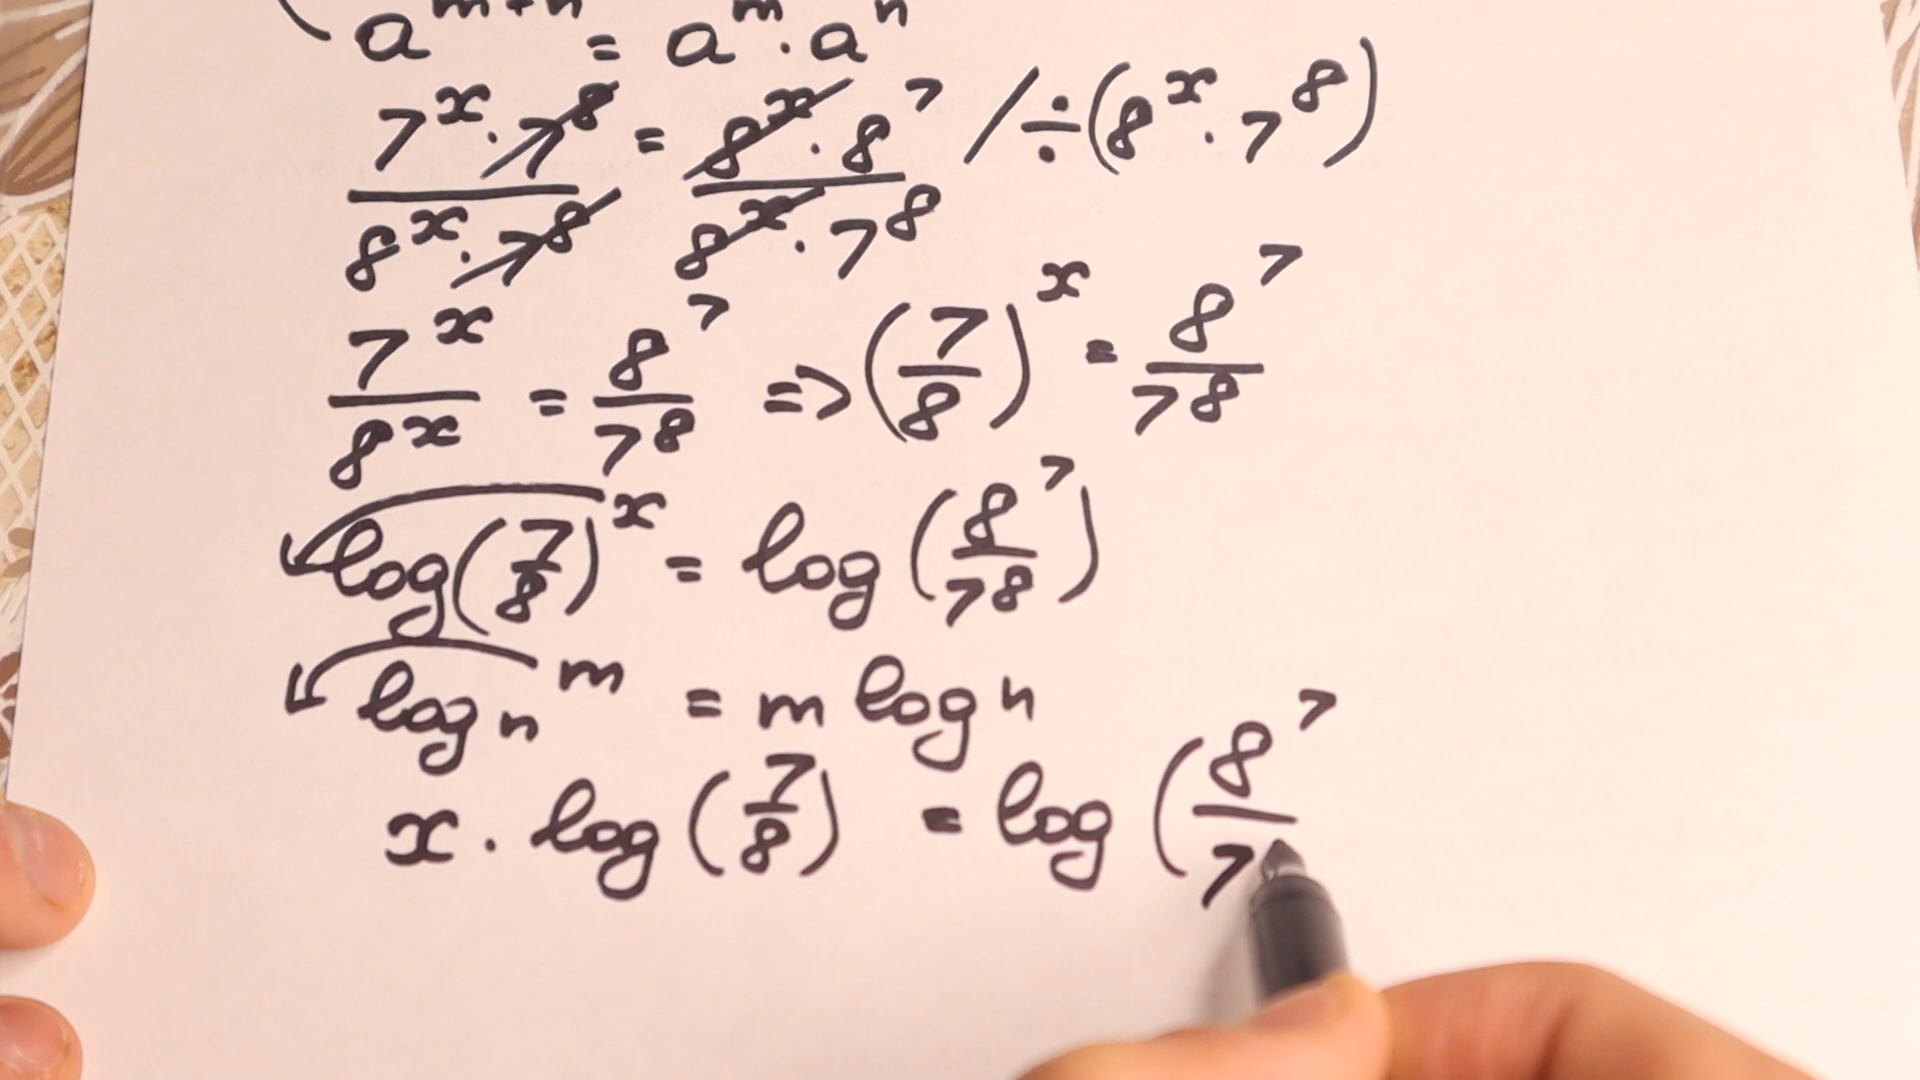 a^(m+n) = a^m · a^n
(7^x · 7^8)/(8^x · 7^8) = (8^x · 8^7)/(8^x · 7^8) / ÷ (8^x · 7^8)
7^x/8^x = 8^7/7^8 => (7/8)^x = 8^7/7^8
log(7/8)^x = log(8^7/7^8)
log n^m = m log n
x · log(7/8) = log(8^7/7